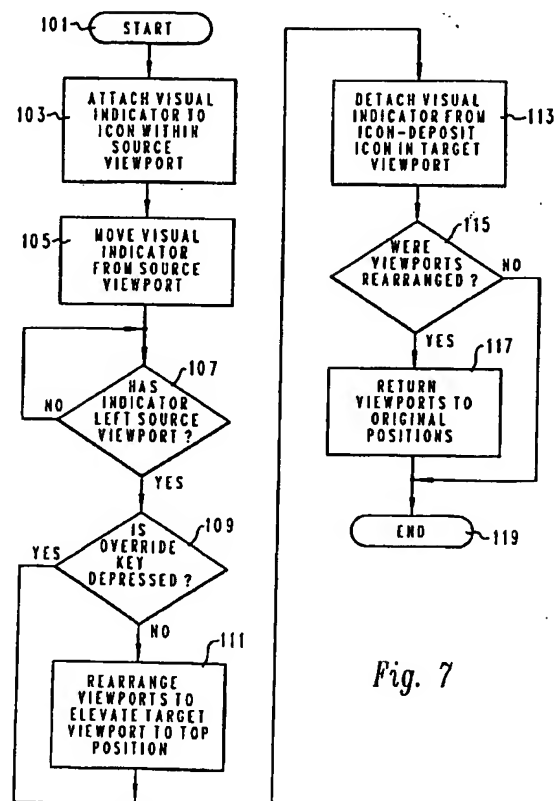 101
START
103
ATTACH VISUAL
INDICATOR TO
ICON WITHIN
SOURCE
VIEWPORT
105
MOVE VISUAL
INDICATOR
FROM SOURCE
VIEWPORT
107
HAS
INDICATOR
LEFT SOURCE
VIEWPORT ?
NO
YES
109
IS
OVERRIDE
KEY
DEPRESSED ?
YES
NO
111
REARRANGE
VIEWPORTS TO
ELEVATE TARGET
VIEWPORT TO TOP
POSITION
DETACH VISUAL
INDICATOR FROM
ICON-DEPOSIT
ICON IN TARGET
VIEWPORT
113
115
WERE
VIEWPORTS
REARRANGED ?
NO
YES
117
RETURN
VIEWPORTS TO
ORIGINAL
POSITIONS
END
119
Fig. 7